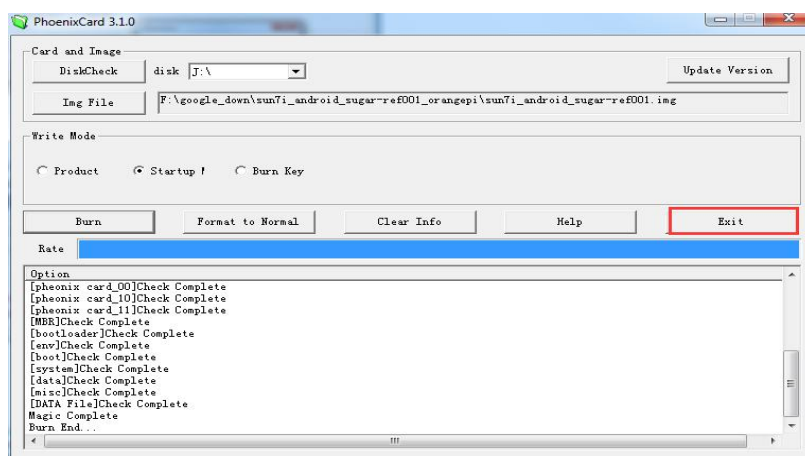 PhoenixCard 3.1.0
Card and Image
DiskCheck disk J:\ Update Version
Img File F:\google_down\sun7i_android_sugar-ref001_orangepi\sun7i_android_sugar-ref001.img
Write Mode
Product Startup ! Burn Key
Burn Format to Normal Clear Info Help Exit
Rate
Option
[pheonix card_00]Check Complete
[pheonix card_10]Check Complete
[pheonix card_11]Check Complete
[MBR]Check Complete
[bootloader]Check Complete
[env]Check Complete
[boot]Check Complete
[system]Check Complete
[data]Check Complete
[misc]Check Complete
[DATA File]Check Complete
Magic Complete
Burn End...